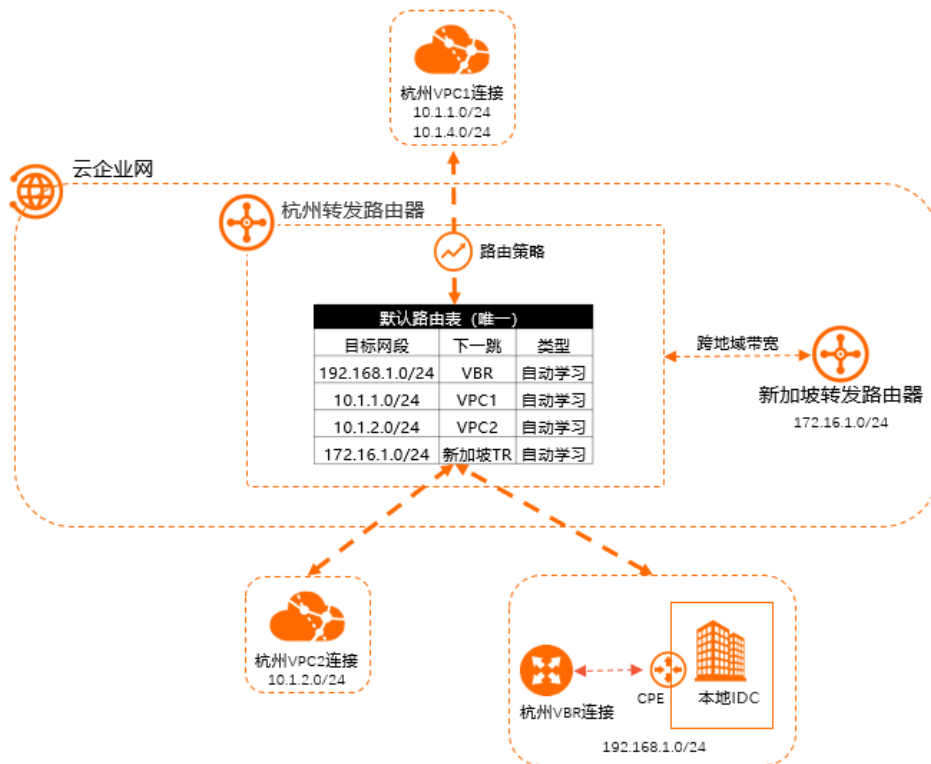 杭州VPC1连接
10.1.1.0/24
10.1.4.0/24
云企业网
杭州转发路由器
路由策略
默认路由表（唯一）
目标网段 下一跳 类型
192.168.1.0/24 VBR 自动学习
10.1.1.0/24 VPC1 自动学习
10.1.2.0/24 VPC2 自动学习
172.16.1.0/24 新加坡TR 自动学习
跨地域带宽
新加坡转发路由器
172.16.1.0/24
杭州VPC2连接
10.1.2.0/24
杭州VBR连接
CPE
本地IDC
192.168.1.0/24